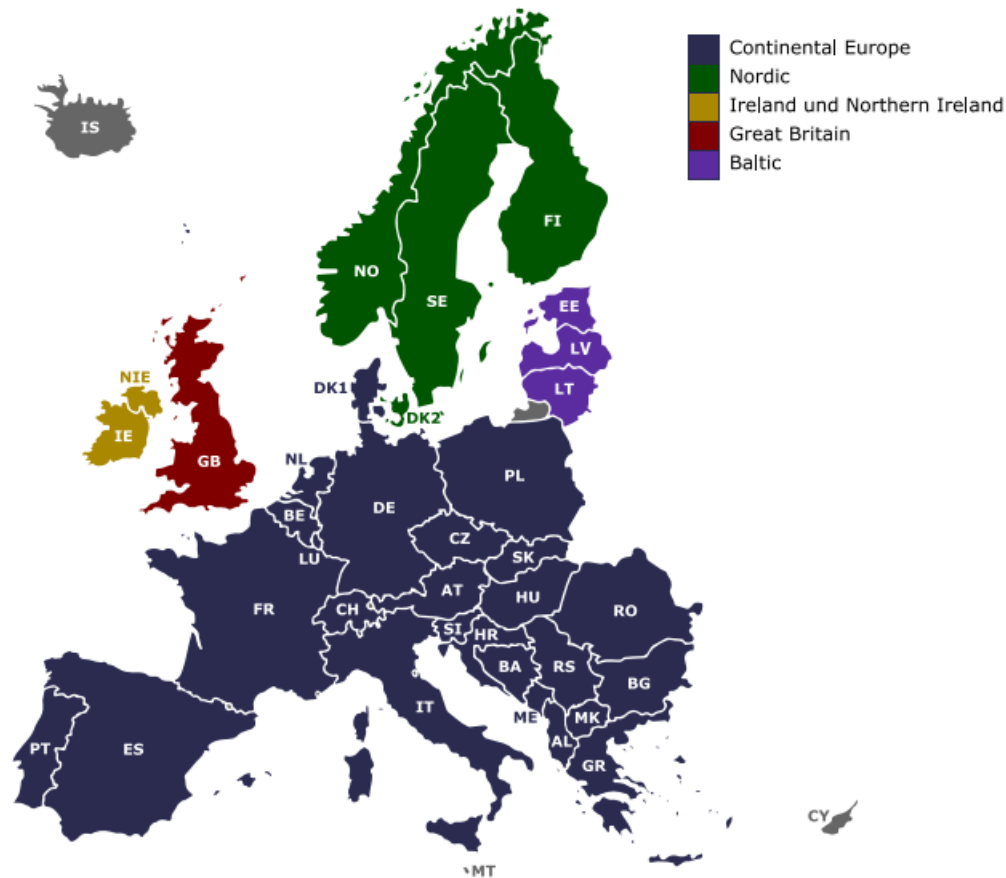 Continental Europe
Nordic
Ireland und Northern Ireland
Great Britain
Baltic
IS
FI
NO
SE
EE
LV
LT
NIE
DK1
DK2
IE
GB
NL
PL
BE
DE
CZ
LU
SK
AT
HU
FR
CH
RO
SI
HR
BA
RS
BG
IT
ME
MK
PT
ES
AL
GR
CY
MT